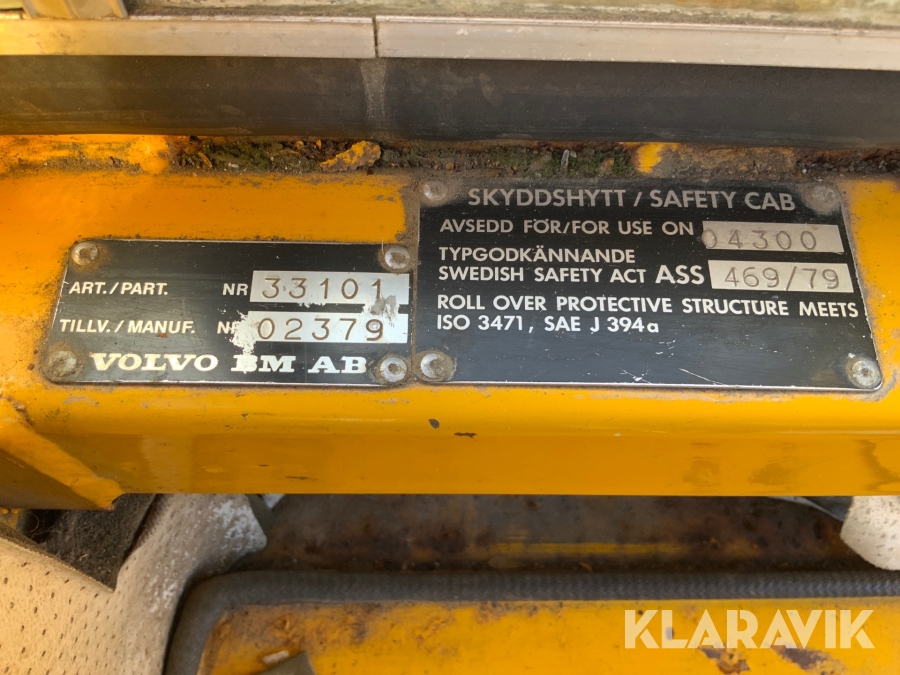 ART./PART. NR 33101
TILLV./MANUF. NR 02379
VOLVO BM AB
SKYDDSHYTT / SAFETY CAB
AVSEDD FÖR/FOR USE ON 04300
TYPGODKÄNNANDE
SWEDISH SAFETY ACT ASS 469/79
ROLL OVER PROTECTIVE STRUCTURE MEETS
ISO 3471, SAE J 394a
KLARAVIK